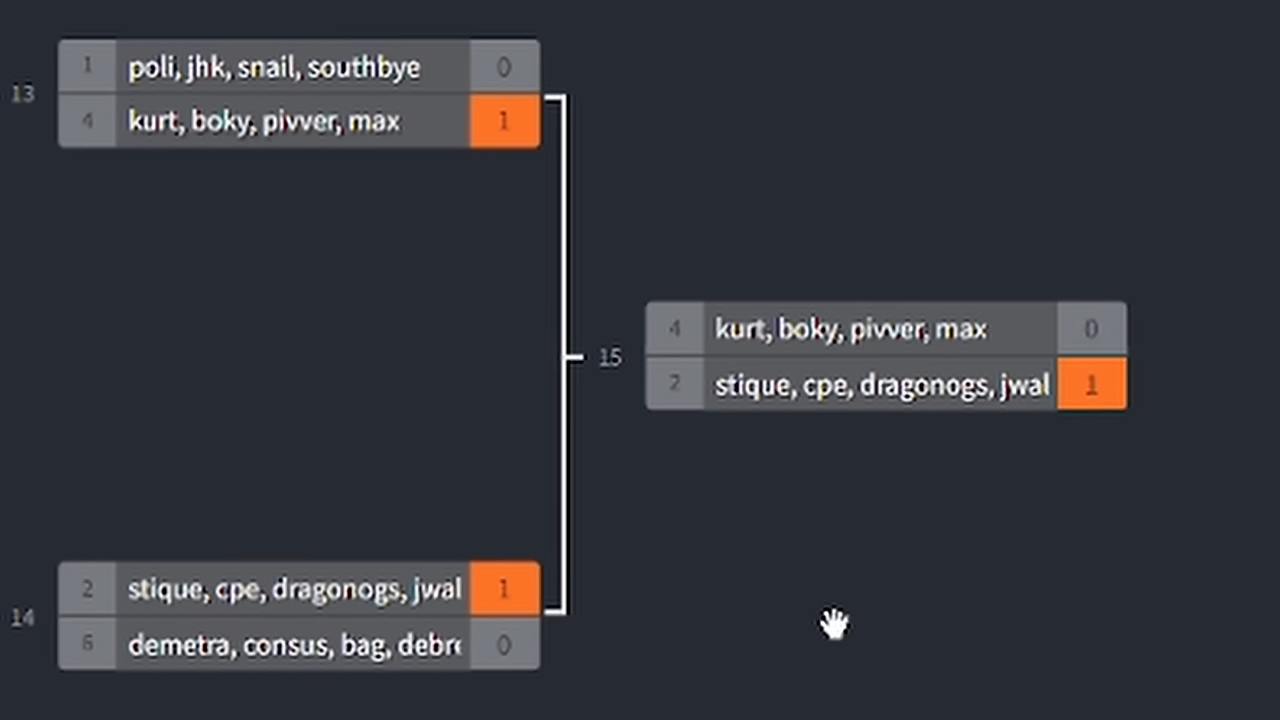 1 poli, jhk, snail, southbye 0
13
4 kurt, boky, pivver, max 1
4 kurt, boky, pivver, max 0
15
2 stique, cpe, dragonogs, jwal 1
2 stique, cpe, dragonogs, jwal 1
14
6 demetra, consus, bag, debr 0